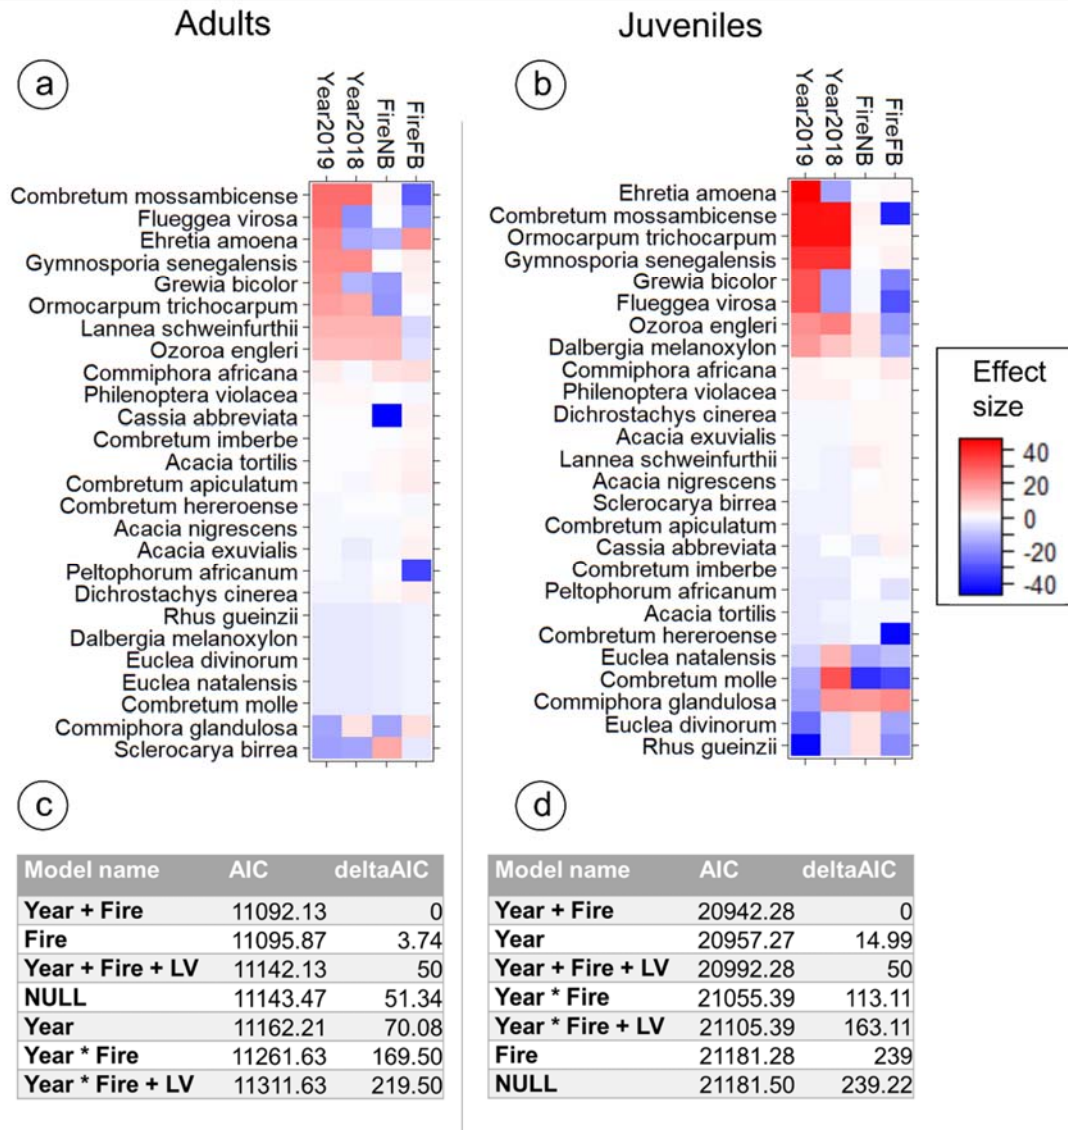 Adults
a
Year2019
Year2018
FireNB
FireFB
Combretum mossambicense
Flueggea virosa
Ehretia amoena
Gymnosporia senegalensis
Grewia bicolor
Ormocarpum trichocarpum
Lannea schweinfurthii
Ozoroa engleri
Commiphora africana
Philenoptera violacea
Cassia abbreviata
Combretum imberbe
Acacia tortilis
Combretum apiculatum
Combretum hereroense
Acacia nigrescens
Acacia exuvialis
Peltophorum africanum
Dichrostachys cinerea
Rhus gueinzii
Dalbergia melanoxylon
Euclea divinorum
Euclea natalensis
Combretum molle
Commiphora glandulosa
Sclerocarya birrea
Juveniles
b
Year2019
Year2018
FireNB
FireFB
Ehretia amoena
Combretum mossambicense
Ormocarpum trichocarpum
Gymnosporia senegalensis
Grewia bicolor
Flueggea virosa
Ozoroa engleri
Dalbergia melanoxylon
Commiphora africana
Philenoptera violacea
Dichrostachys cinerea
Acacia exuvialis
Lannea schweinfurthii
Acacia nigrescens
Sclerocarya birrea
Combretum apiculatum
Cassia abbreviata
Combretum imberbe
Peltophorum africanum
Acacia tortilis
Combretum hereroense
Euclea natalensis
Combretum molle
Commiphora glandulosa
Euclea divinorum
Rhus gueinzii
Effect
size
40
20
0
-20
-40
c
Model name AIC deltaAIC
Year + Fire 11092.13 0
Fire 11095.87 3.74
Year + Fire + LV 11142.13 50
NULL 11143.47 51.34
Year 11162.21 70.08
Year * Fire 11261.63 169.50
Year * Fire + LV 11311.63 219.50
d
Model name AIC deltaAIC
Year + Fire 20942.28 0
Year 20957.27 14.99
Year + Fire + LV 20992.28 50
Year * Fire 21055.39 113.11
Year * Fire + LV 21105.39 163.11
Fire 21181.28 239
NULL 21181.50 239.22